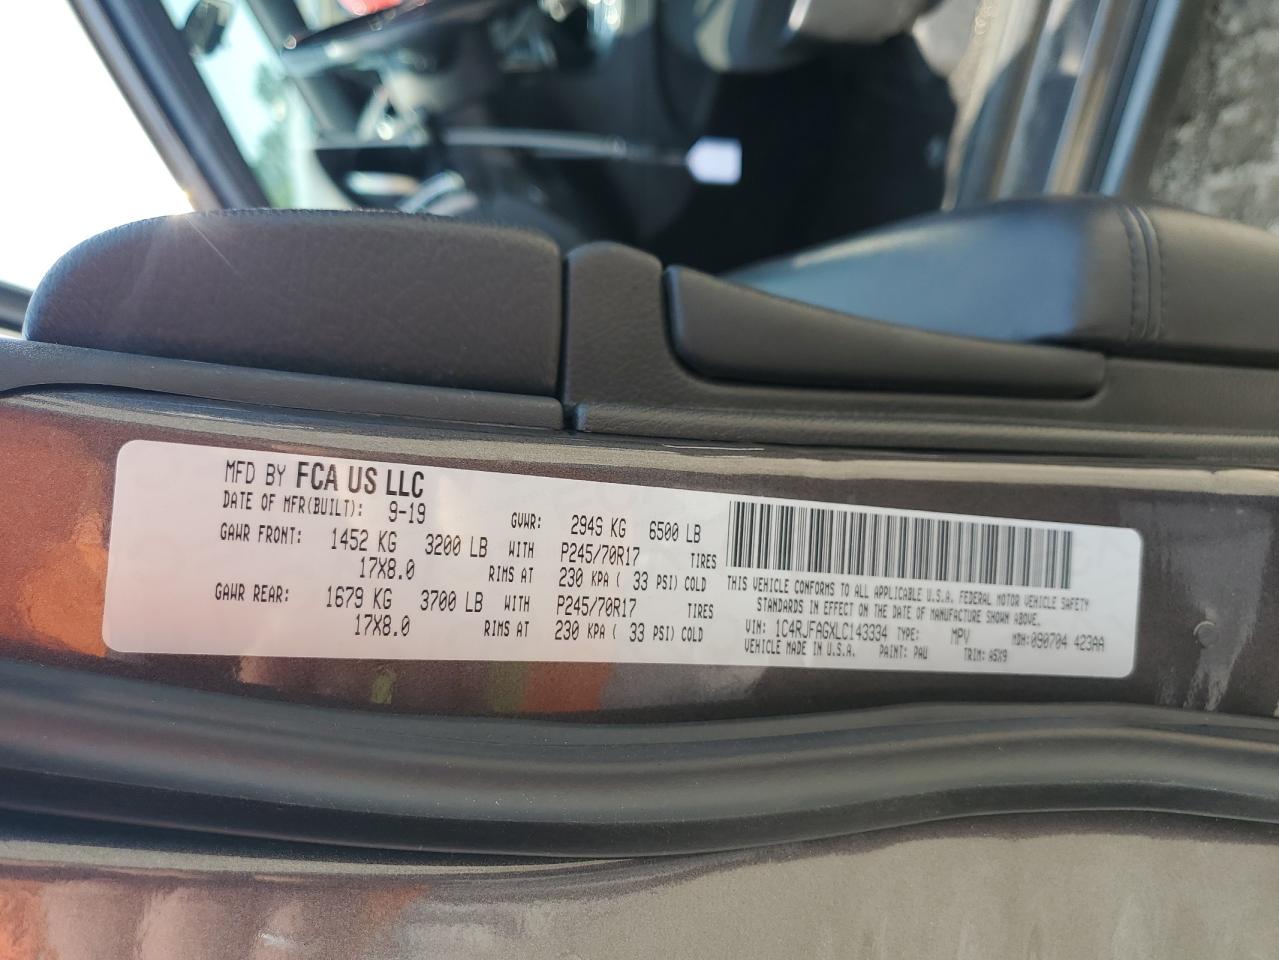 MFD BY FCA US LLC
DATE OF MFR(BUILT): 9-19 GVWR: 2949 KG 6500 LB
GAWR FRONT: 1452 KG 3200 LB WITH P245/70R17 TIRES
17X8.0 RIMS AT 230 KPA ( 33 PSI) COLD
GAWR REAR: 1679 KG 3700 LB WITH P245/70R17 TIRES
17X8.0 RIMS AT 230 KPA ( 33 PSI) COLD
THIS VEHICLE CONFORMS TO ALL APPLICABLE U.S.A. FEDERAL MOTOR VEHICLE SAFETY
STANDARDS IN EFFECT ON THE DATE OF MANUFACTURE SHOWN ABOVE.
VIN: 1C4RJFAGXLC143334 TYPE: MPV MDH:090704 423AA
VEHICLE MADE IN U.S.A. PAINT: PAU TRIM: A5X9